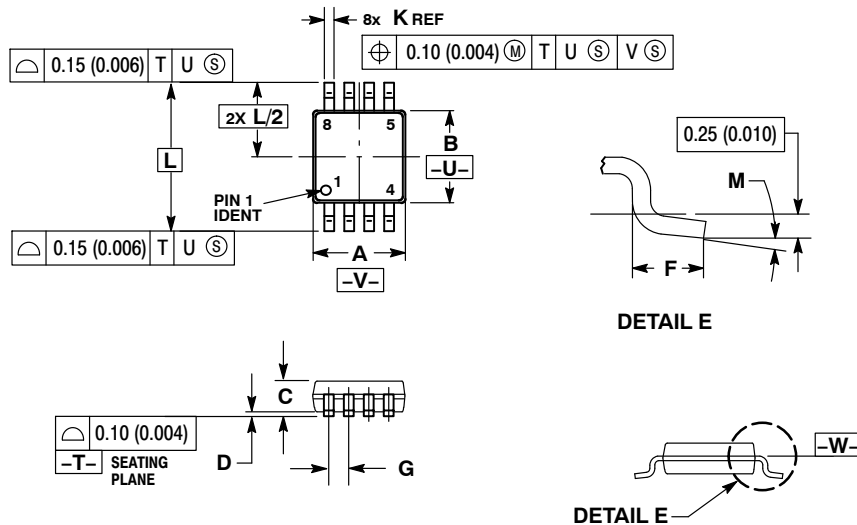 8x K REF
⌖ 0.10 (0.004) Ⓜ T U Ⓢ V Ⓢ
⌓ 0.15 (0.006) T U Ⓢ
2X L/2
8 5
B
0.25 (0.010)
L
–U–
M
PIN 1
IDENT
1 4
⌓ 0.15 (0.006) T U Ⓢ
A
–V–
F
DETAIL E
C
⌓ 0.10 (0.004)
–T– SEATING
PLANE
D
G
–W–
DETAIL E